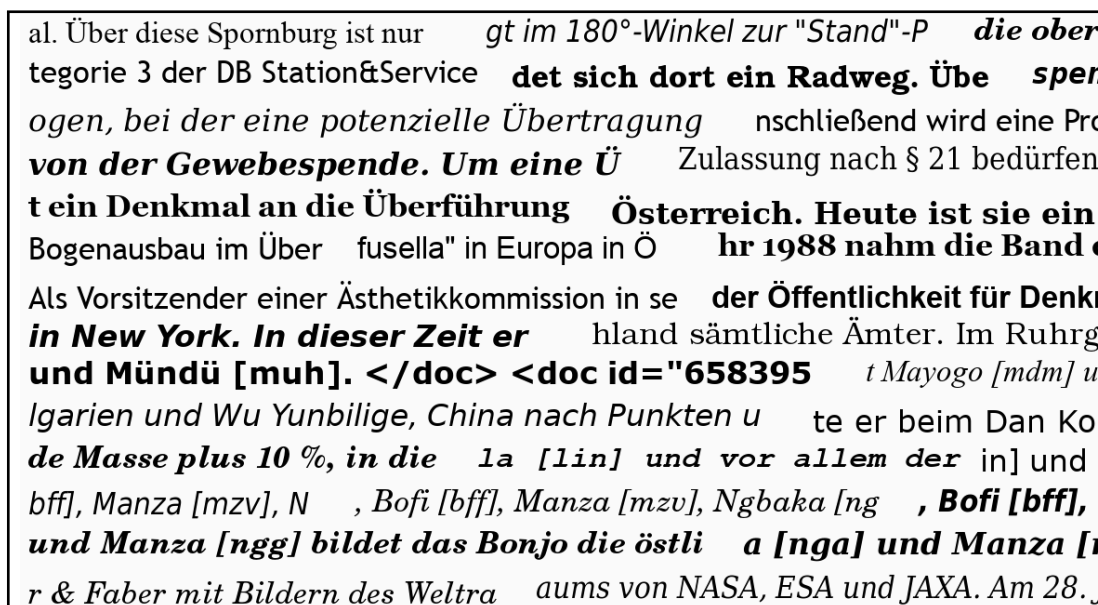 al. Über diese Spornburg ist nur gt im 180°-Winkel zur "Stand"-P die ober
tegorie 3 der DB Station&Service det sich dort ein Radweg. Übe spen
ogen, bei der eine potenzielle Übertragung nschließend wird eine Pro
von der Gewebespende. Um eine Ü Zulassung nach § 21 bedürfen
t ein Denkmal an die Überführung Österreich. Heute ist sie ein
Bogenausbau im Über fusella" in Europa in Ö hr 1988 nahm die Band
Als Vorsitzender einer Ästhetikkommission in se der Öffentlichkeit für Denk
in New York. In dieser Zeit er hland sämtliche Ämter. Im Ruhrg
und Mündü [muh]. </doc> <doc id="658395 t Mayogo [mdm] u
lgarien und Wu Yunbilige, China nach Punkten u te er beim Dan Ko
de Masse plus 10 %, in die la [lin] und vor allem der in] und
bff], Manza [mzv], N , Bofi [bff], Manza [mzv], Ngbaka [ng , Bofi [bff],
und Manza [ngg] bildet das Bonjo die östli a [nga] und Manza [
r & Faber mit Bildern des Weltra aums von NASA, ESA und JAXA. Am 28.